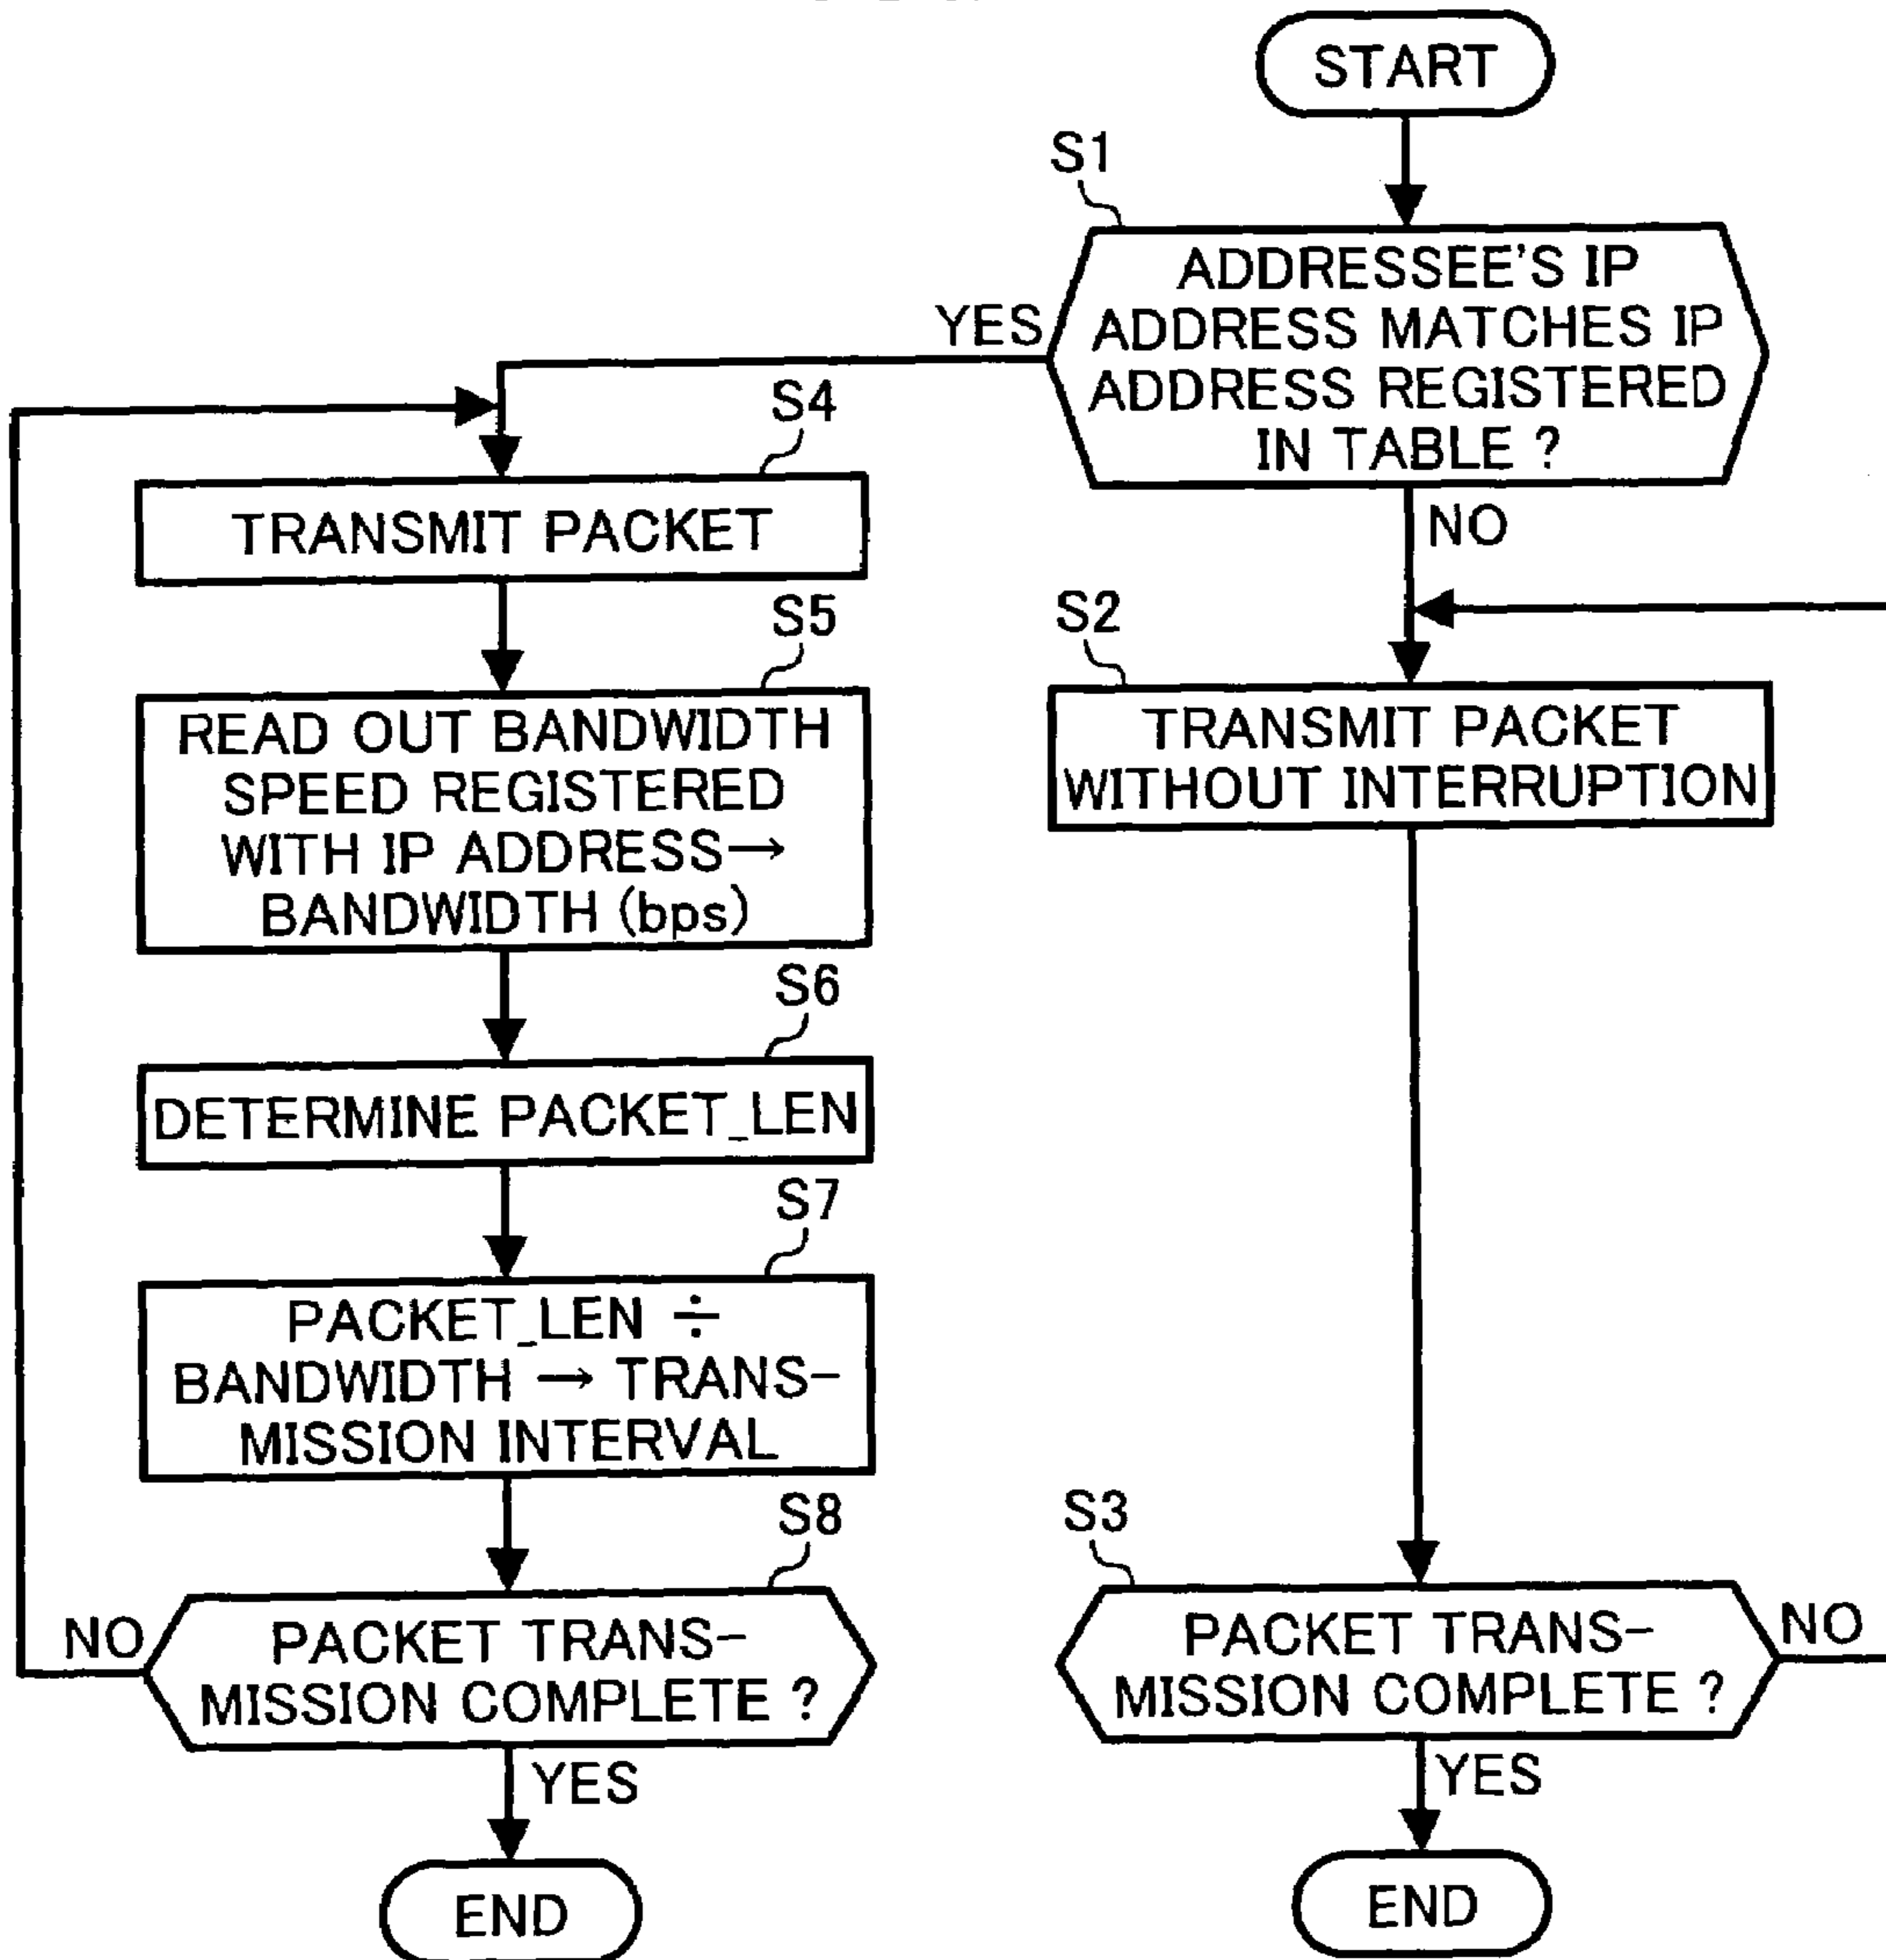 START
S1
ADDRESSEE'S IP
ADDRESS MATCHES IP
ADDRESS REGISTERED
IN TABLE ?
YES
NO
S4
TRANSMIT PACKET
S5
READ OUT BANDWIDTH
SPEED REGISTERED
WITH IP ADDRESS→
BANDWIDTH (bps)
S6
DETERMINE PACKET_LEN
S7
PACKET_LEN ÷
BANDWIDTH → TRANS-
MISSION INTERVAL
S8
PACKET TRANS-
MISSION COMPLETE ?
NO
YES
END
S2
TRANSMIT PACKET
WITHOUT INTERRUPTION
S3
PACKET TRANS-
MISSION COMPLETE ?
NO
YES
END